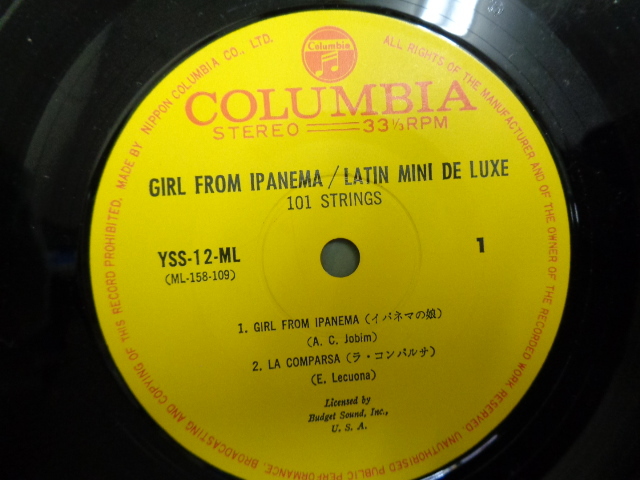 Columbia
COLUMBIA
STEREO 33⅓ RPM
GIRL FROM IPANEMA / LATIN MINI DE LUXE
101 STRINGS
YSS-12-ML
(ML-158-109)
1
1. GIRL FROM IPANEMA (イパネマの娘)
(A. C. Jobim)
2. LA COMPARSA (ラ・コンパルサ)
(E. Lecuona)
Licensed by
Budget Sound, Inc.,
U. S. A.
MADE BY NIPPON COLUMBIA CO., LTD. ALL RIGHTS OF THE MANUFACTURER AND OF THE OWNER OF THE RECORDED WORK RESERVED. UNAUTHORISED PUBLIC PERFORMANCE, BROADCASTING AND COPYING OF THIS RECORD PROHIBITED.